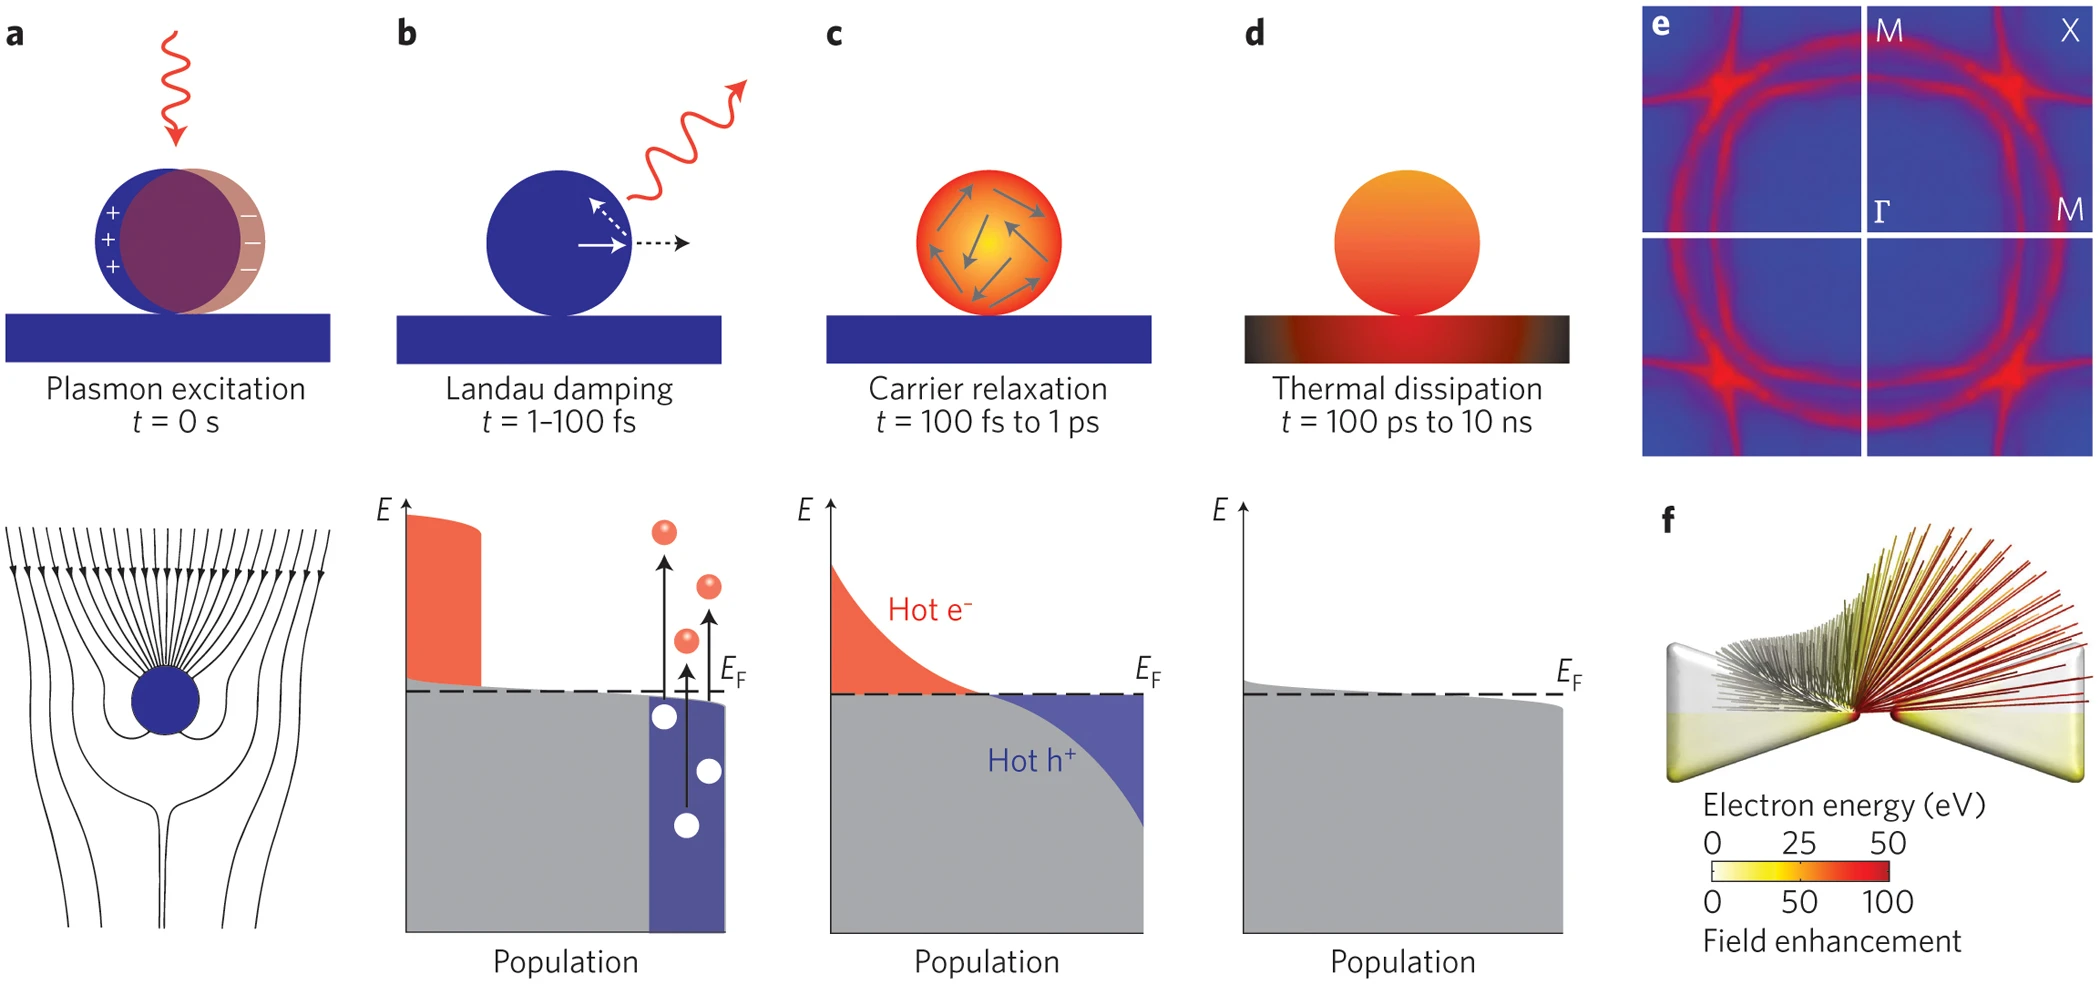 a
+ −
+ −
+ −
Plasmon excitation
t = 0 s
b
Landau damping
t = 1–100 fs
E
E_F
Population
c
Carrier relaxation
t = 100 fs to 1 ps
E
Hot e⁻
E_F
Hot h⁺
Population
d
Thermal dissipation
t = 100 ps to 10 ns
E
E_F
Population
e
M X
Γ M
f
Electron energy (eV)
0 25 50
0 50 100
Field enhancement